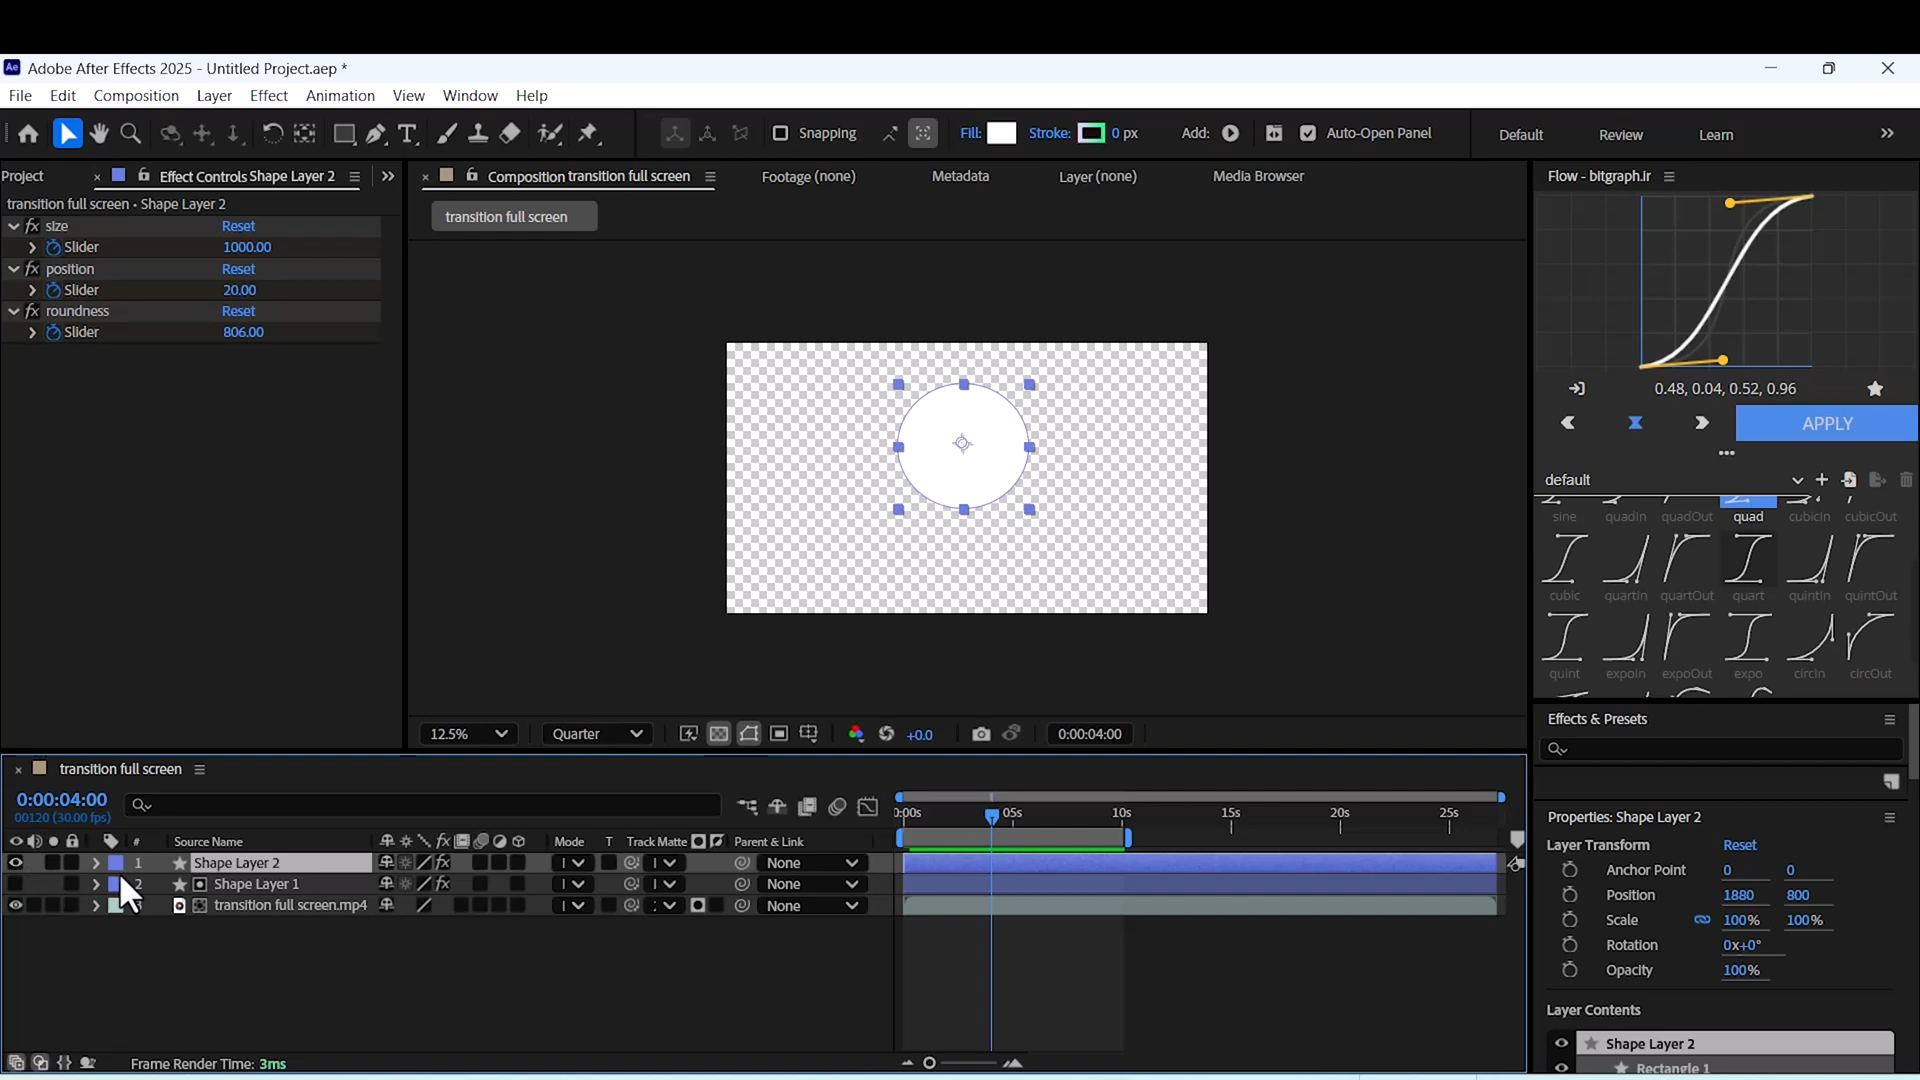 Ae Adobe After Effects 2025 - Untitled Project.aep *
File Edit Composition Layer Effect Animation View Window Help
Snapping Fill: Stroke: 0 px Add: Auto-Open Panel Default Review Learn
Project Effect Controls Shape Layer 2 Composition transition full screen Footage (none) Metadata Layer (none) Media Browser Flow - bitgraph.ir
transition full screen • Shape Layer 2
transition full screen
fx size Reset
Slider 1000.00
fx position Reset
Slider 20.00
fx roundness Reset
Slider 806.00
0.48, 0.04, 0.52, 0.96
APPLY
default
sine quadIn quadOut quad cubicIn cubicOut
cubic quartIn quartOut quart quintIn quintOut
quint expoIn expoOut expo circIn circOut
12.5% Quarter +0.0 0:00:04:00
Effects & Presets
transition full screen
0:00:04:00
00120 (30.00 fps)
0:00s 05s 10s 15s 20s 25s
# Source Name fx Mode T Track Matte Parent & Link
1 Shape Layer 2 fx None
2 Shape Layer 1 fx None
transition full screen.mp4 None
Frame Render Time: 3ms
Properties: Shape Layer 2
Layer Transform Reset
Anchor Point 0 0
Position 1880 800
Scale 100% 100%
Rotation 0x+0°
Opacity 100%
Layer Contents
Shape Layer 2
Rectangle 1